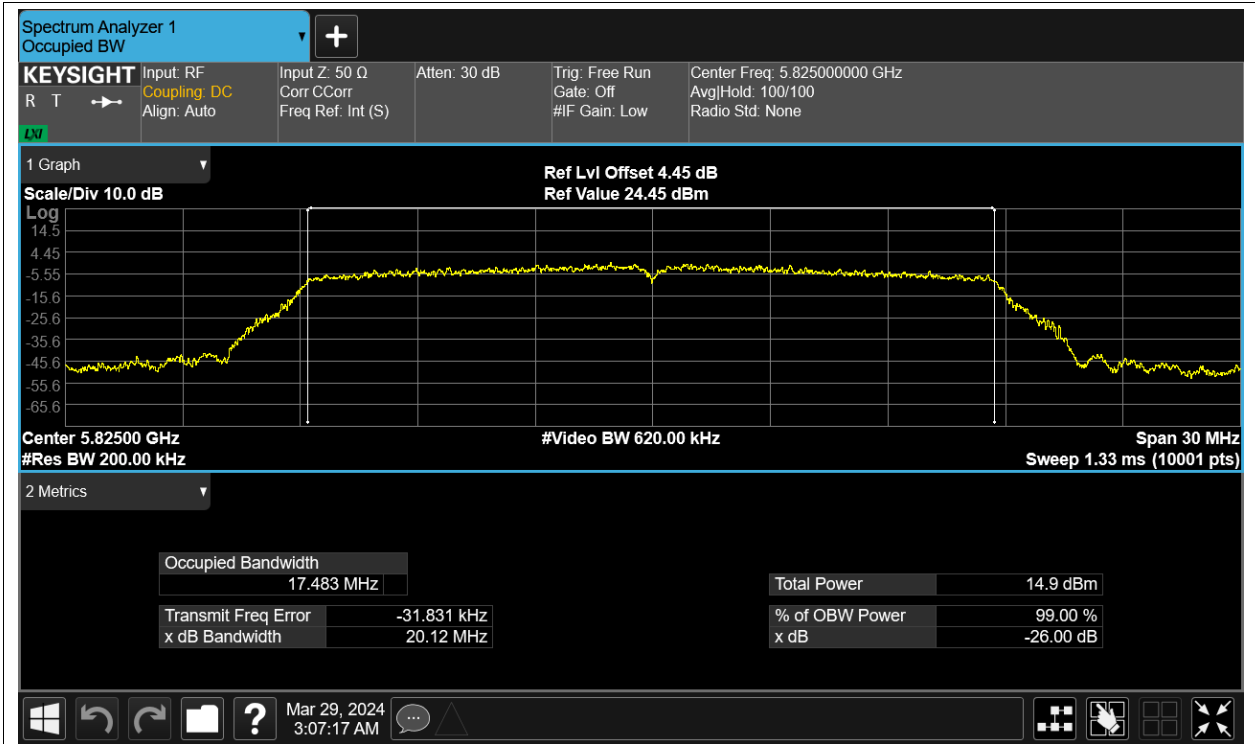 Spectrum Analyzer 1
Occupied BW
KEYSIGHT
R T
LXI
Input: RF
Coupling: DC
Align: Auto
Input Z: 50 Ω
Corr CCorr
Freq Ref: Int (S)
Atten: 30 dB
Trig: Free Run
Gate: Off
#IF Gain: Low
Center Freq: 5.825000000 GHz
Avg|Hold: 100/100
Radio Std: None
1 Graph
Scale/Div 10.0 dB
Ref Lvl Offset 4.45 dB
Ref Value 24.45 dBm
Log
14.5
4.45
-5.55
-15.6
-25.6
-35.6
-45.6
-55.6
-65.6
Center 5.82500 GHz
#Video BW 620.00 kHz
Span 30 MHz
#Res BW 200.00 kHz
Sweep 1.33 ms (10001 pts)
2 Metrics
Occupied Bandwidth
17.483 MHz
Total Power 14.9 dBm
Transmit Freq Error -31.831 kHz
% of OBW Power 99.00 %
x dB Bandwidth 20.12 MHz
x dB -26.00 dB
?
Mar 29, 2024
3:07:17 AM